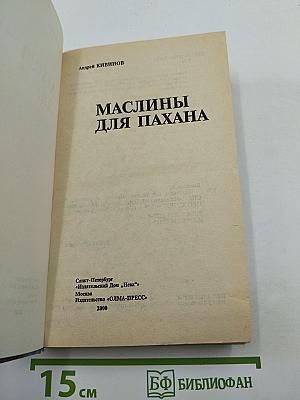 Андрей КИВИНОВ
МАСЛИНЫ
ДЛЯ ПАХАНА
Санкт-Петербург
«Издательский Дом „Нева"»
Москва
Издательство «ОЛМА-ПРЕСС»
2000
15 см
БФ БИБЛИОФАН